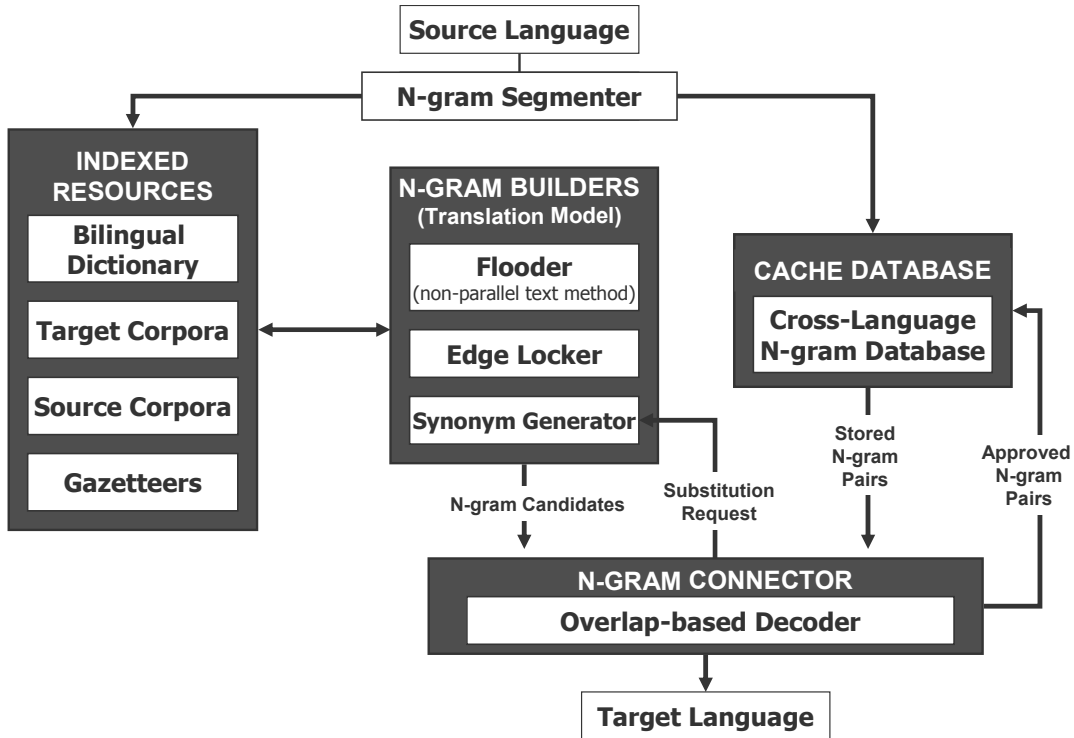 Source Language
N-gram Segmenter
INDEXED
RESOURCES
Bilingual
Dictionary
Target Corpora
Source Corpora
Gazetteers
N-GRAM BUILDERS
(Translation Model)
Flooder
(non-parallel text method)
Edge Locker
Synonym Generator
CACHE DATABASE
Cross-Language
N-gram Database
N-gram Candidates
Substitution
Request
Stored
N-gram
Pairs
Approved
N-gram
Pairs
N-GRAM CONNECTOR
Overlap-based Decoder
Target Language